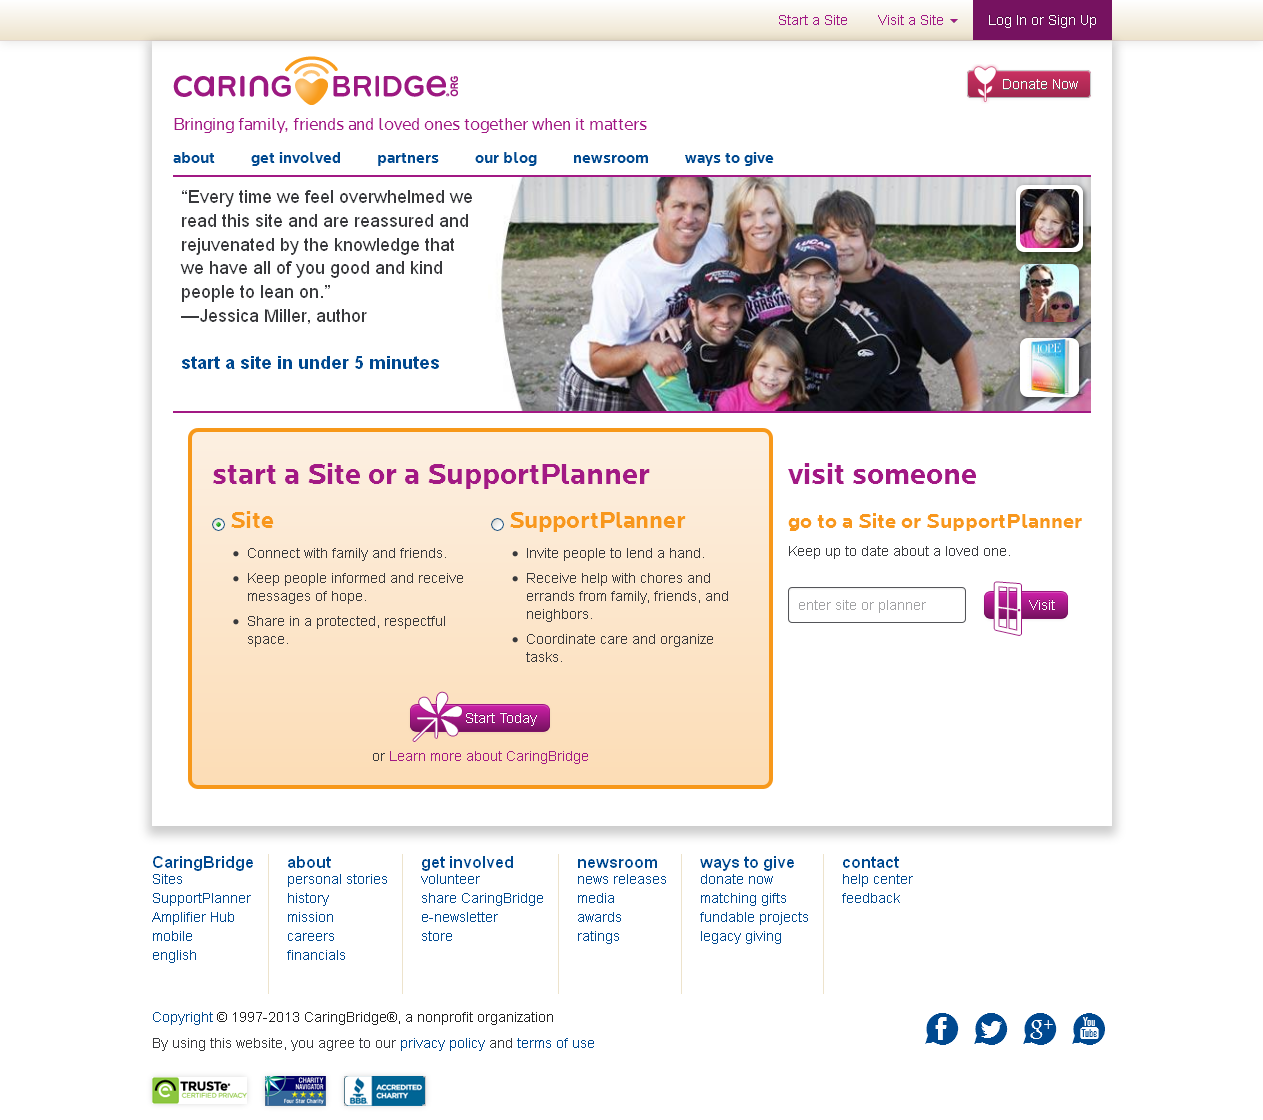 Start a Site
Visit a Site
Log In or Sign Up
CARINGBRIDGE.ORG
Donate Now
Bringing family, friends and loved ones together when it matters
about
get involved
partners
our blog
newsroom
ways to give
“Every time we feel overwhelmed we
read this site and are reassured and
rejuvenated by the knowledge that
we have all of you good and kind
people to lean on.”
—Jessica Miller, author
start a site in under 5 minutes
LUCAS
HOPE
start a Site or a SupportPlanner
Site
• Connect with family and friends.
• Keep people informed and receive
messages of hope.
• Share in a protected, respectful
space.
SupportPlanner
• Invite people to lend a hand.
• Receive help with chores and
errands from family, friends, and
neighbors.
• Coordinate care and organize
tasks.
Start Today
or Learn more about CaringBridge
visit someone
go to a Site or SupportPlanner
Keep up to date about a loved one.
enter site or planner
Visit
CaringBridge
Sites
SupportPlanner
Amplifier Hub
mobile
english
about
personal stories
history
mission
careers
financials
get involved
volunteer
share CaringBridge
e-newsletter
store
newsroom
news releases
media
awards
ratings
ways to give
donate now
matching gifts
fundable projects
legacy giving
contact
help center
feedback
Copyright © 1997-2013 CaringBridge®, a nonprofit organization
By using this website, you agree to our privacy policy and terms of use
f
g+
You
Tube
TRUSTe
CERTIFIED PRIVACY
CHARITY
NAVIGATOR
Four Star Charity
BBB
ACCREDITED
CHARITY